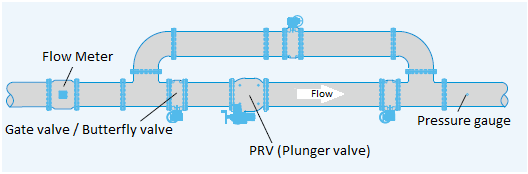 Flow Meter
Flow
Gate valve / Butterfly valve
Pressure gauge
PRV (Plunger valve)